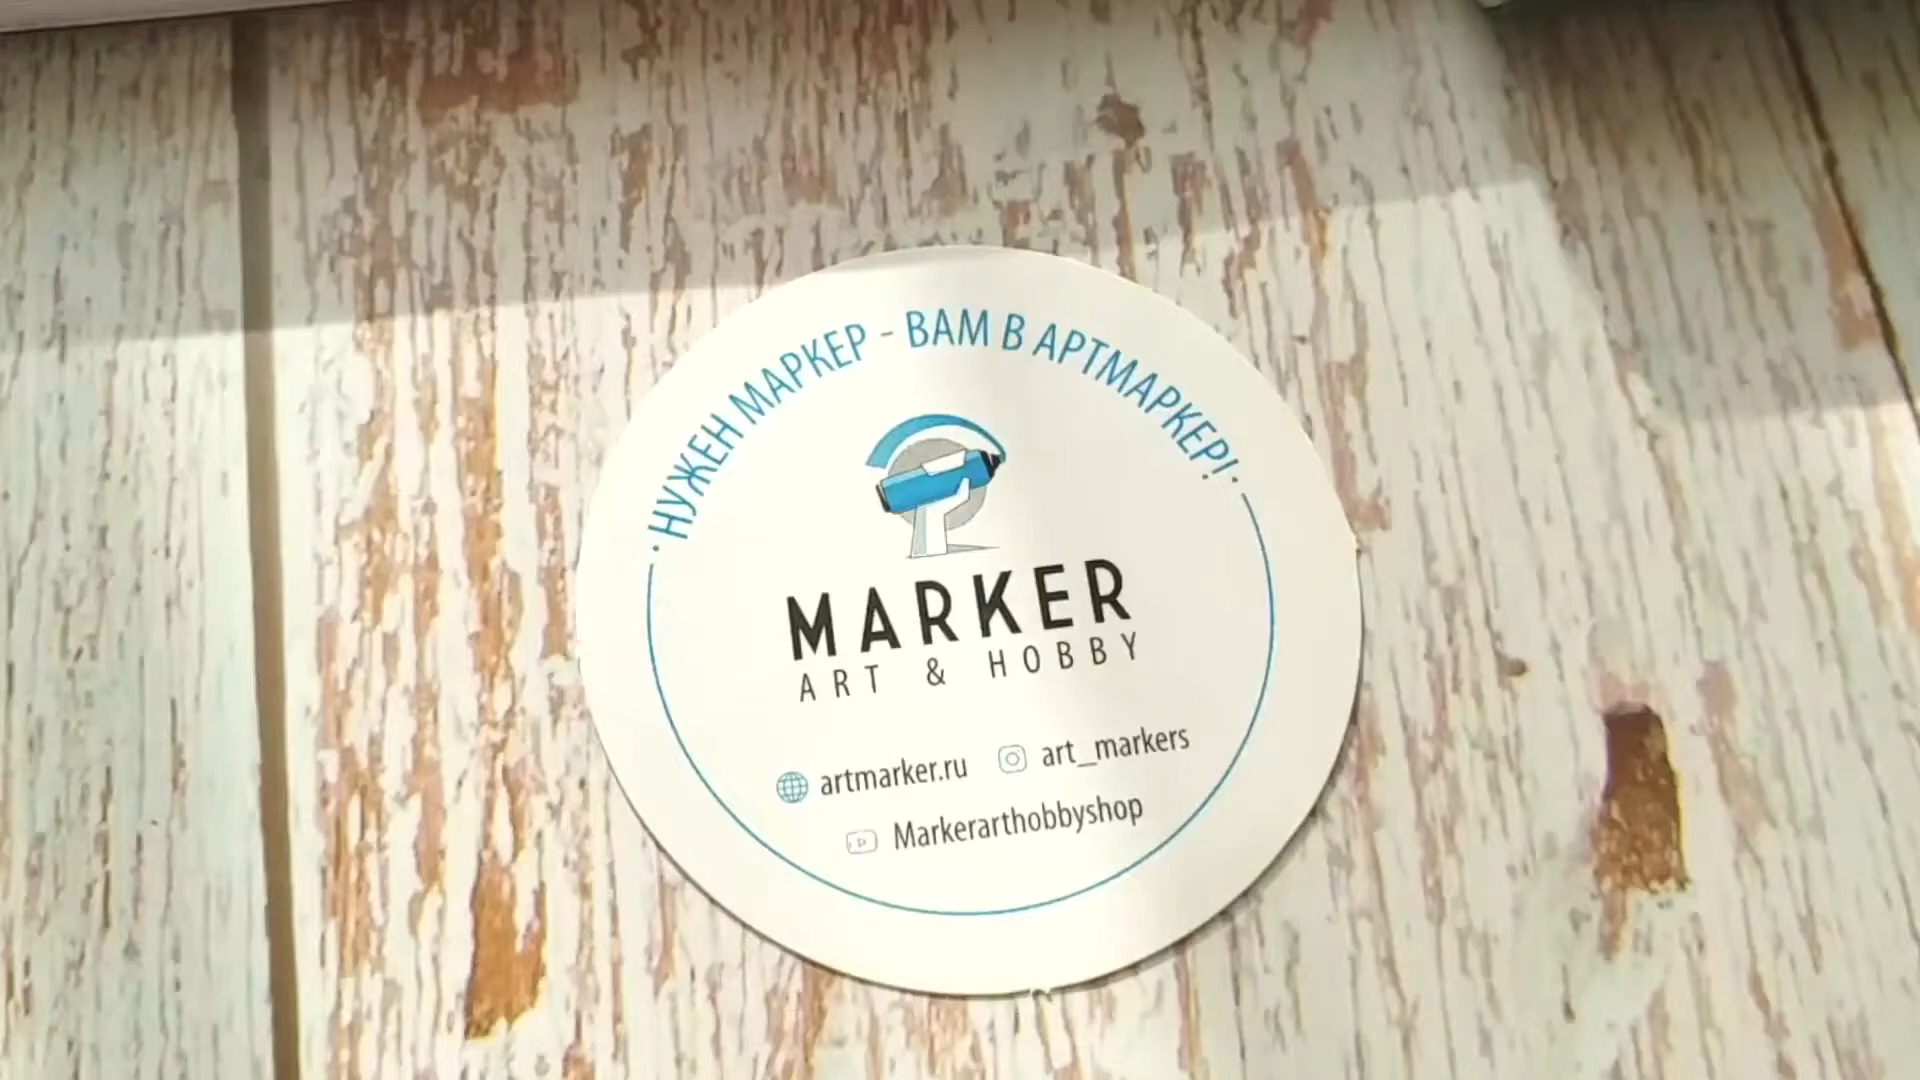 · НУЖЕН МАРКЕР - ВАМ В АРТМАРКЕР! ·
MARKER
ART & HOBBY
artmarker.ru art_markers
Markerarthobbyshop